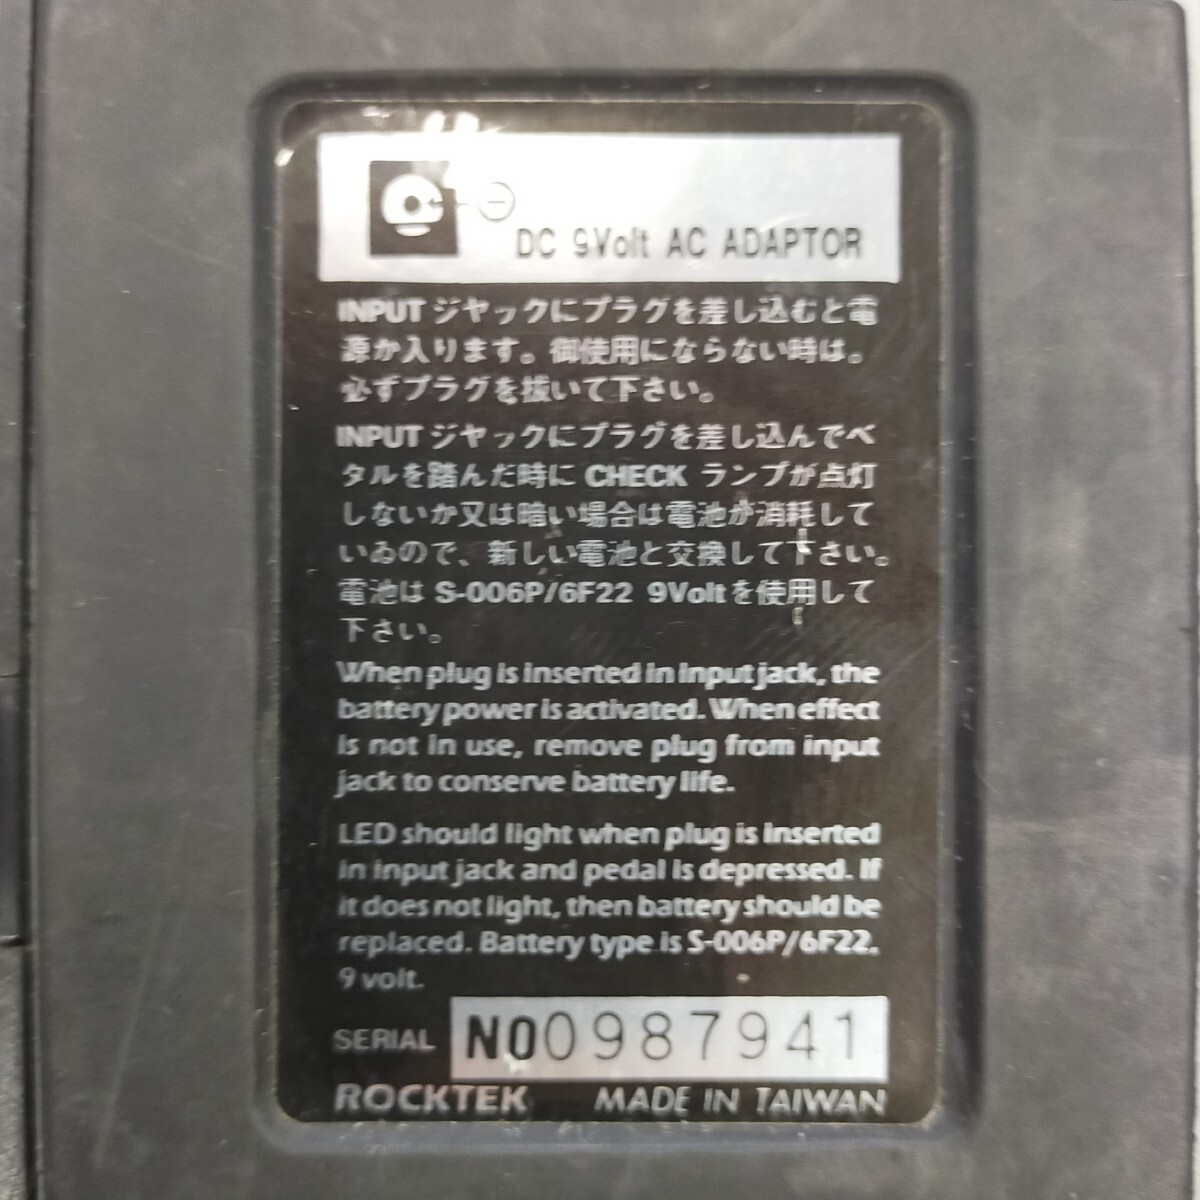 ⊖
DC 9Volt AC ADAPTOR
INPUT ジヤックにプラグを差し込むと電
源か入ります。御使用にならない時は。
必ずプラグを抜いて下さい。
INPUT ジヤックにプラグを差し込んでペ
タルを踏んだ時に CHECK ランプが点灯
しないか又は暗い場合は電池が消耗して
いゐので、新しい電池と交換して下さい。
電池は S-006P/6F22 9Voltを使用して
下さい。
When plug is inserted in input jack, the
battery power is activated. When effect
is not in use, remove plug from input
jack to conserve battery life.
LED should light when plug is inserted
in input jack and pedal is depressed. If
it does not light, then battery should be
replaced. Battery type is S-006P/6F22,
9 volt.
SERIAL NO0987941
ROCKTEK MADE IN TAIWAN